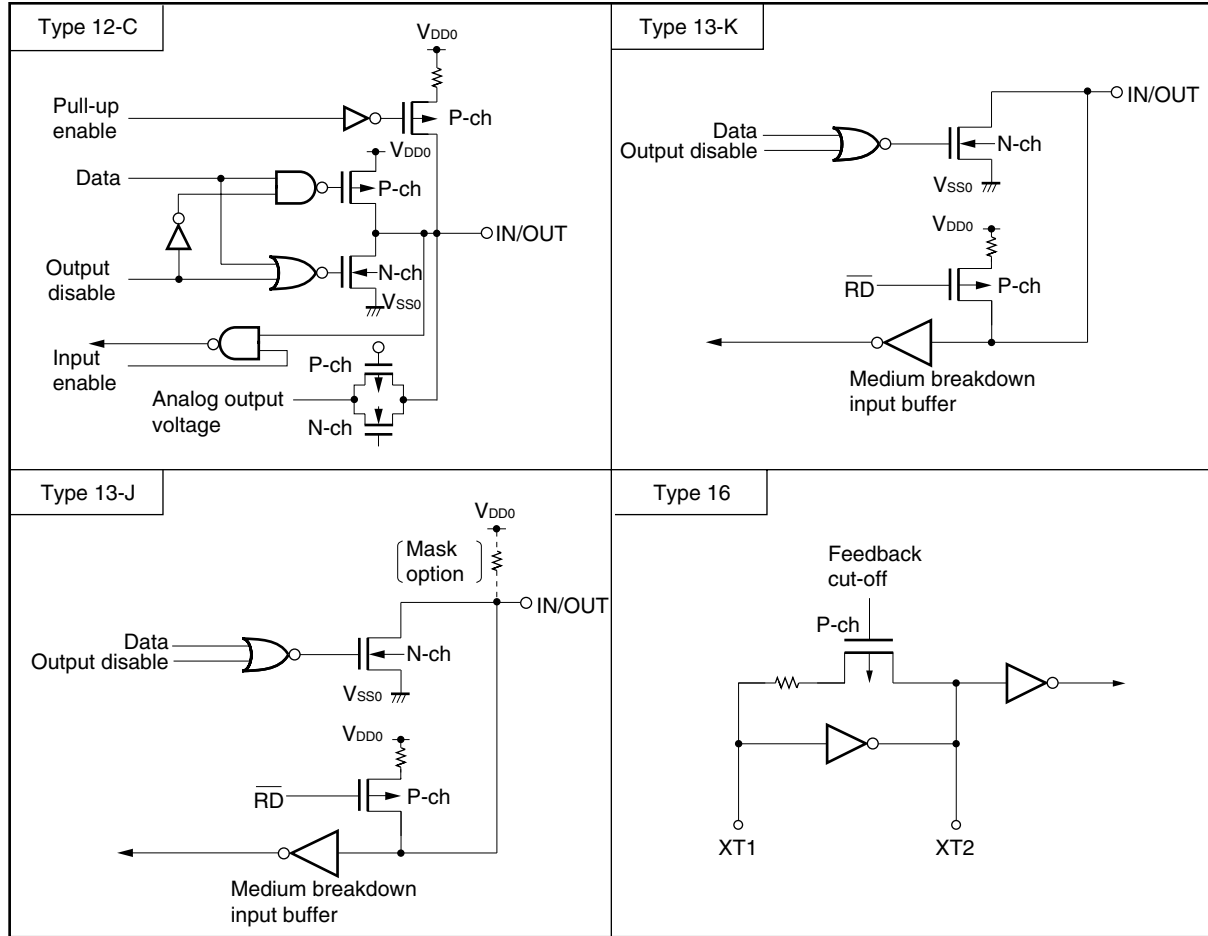 Type 12-C
VDD0
Pull-up
enable
P-ch
VDD0
Data
P-ch
IN/OUT
Output
disable
N-ch
VSS0
Input
enable
P-ch
Analog output
voltage
N-ch
Type 13-K
IN/OUT
Data
Output disable
N-ch
VSS0
VDD0
RD
P-ch
Medium breakdown
input buffer
Type 13-J
VDD0
Mask
option
IN/OUT
Data
Output disable
N-ch
VSS0
VDD0
RD
P-ch
Medium breakdown
input buffer
Type 16
Feedback
cut-off
P-ch
XT1
XT2